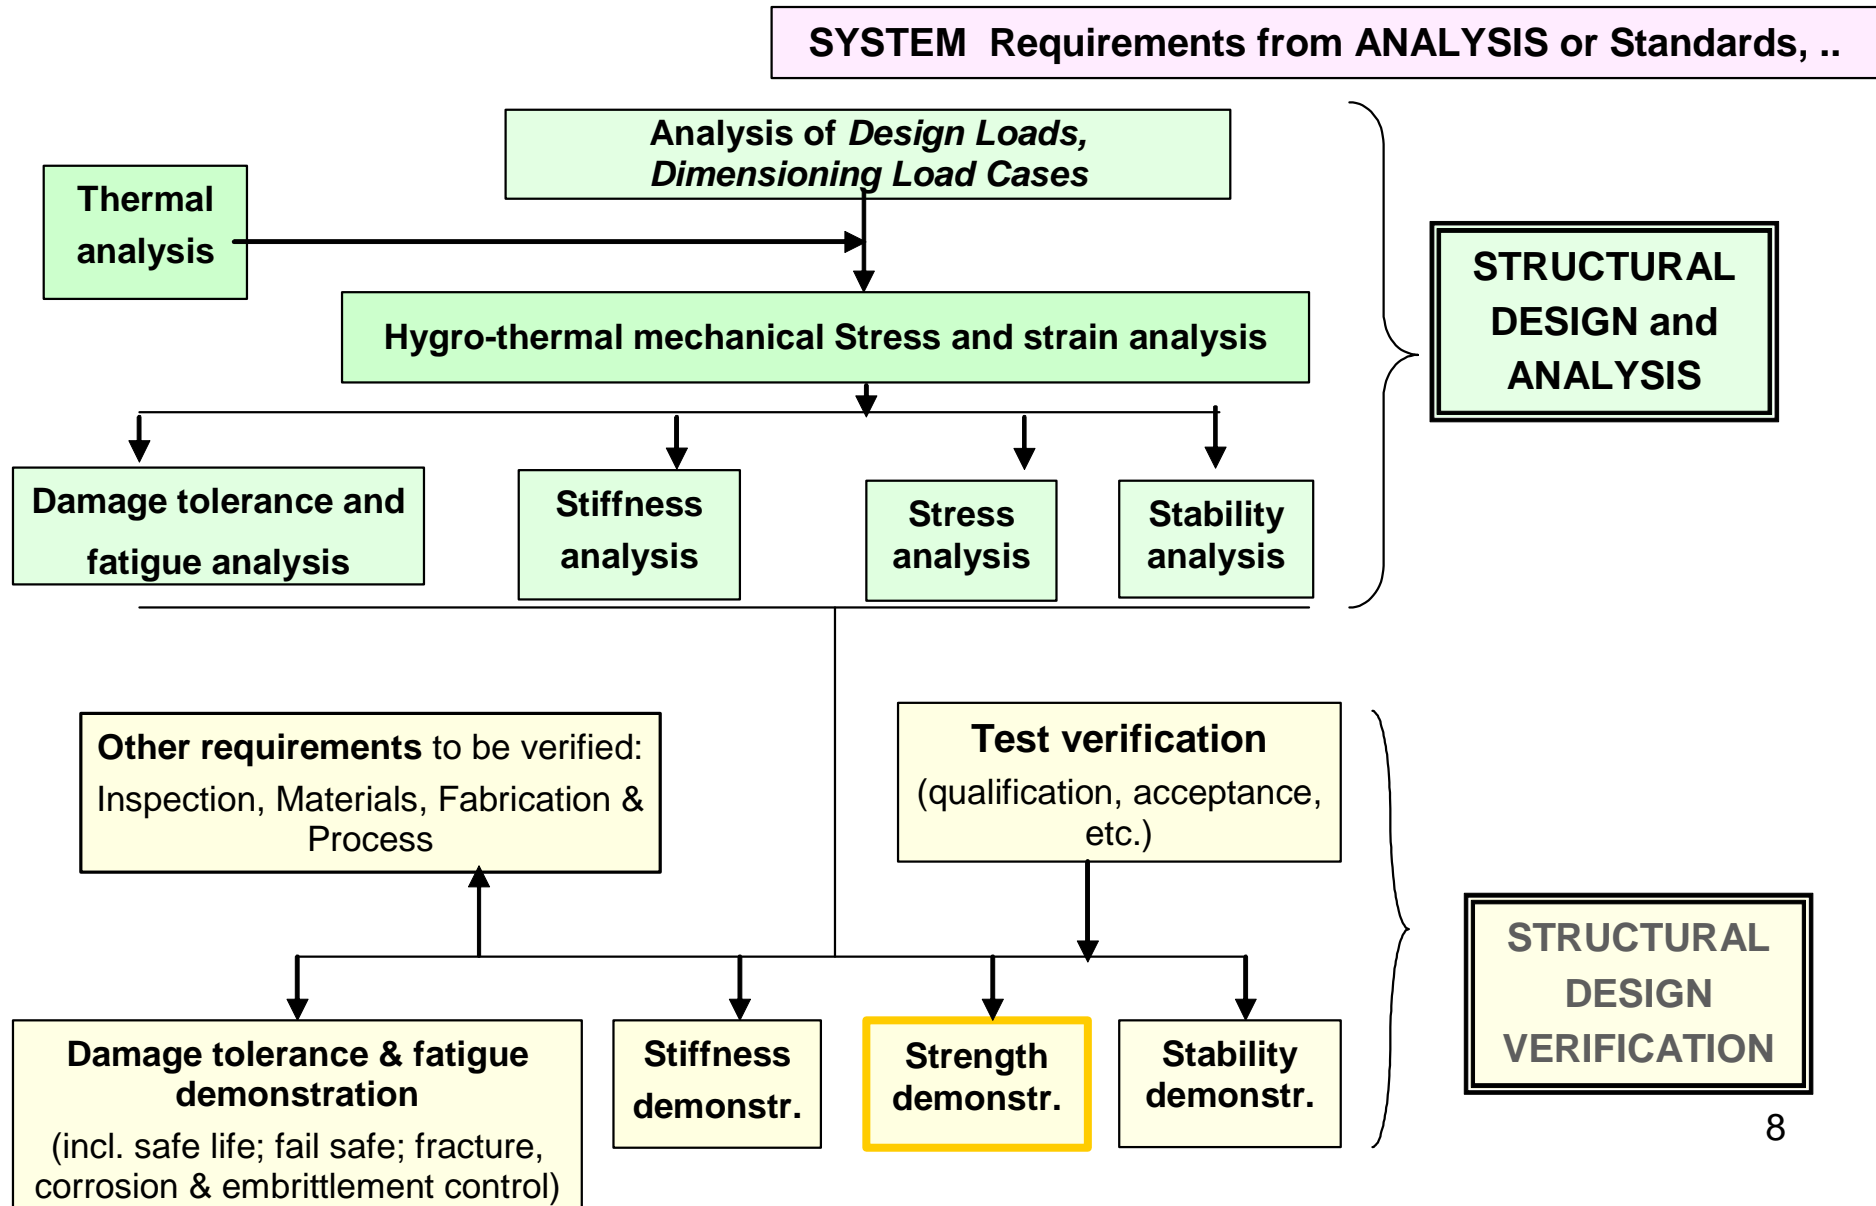 SYSTEM Requirements from ANALYSIS or Standards, ..
Analysis of Design Loads,
Dimensioning Load Cases
Thermal
analysis
Hygro-thermal mechanical Stress and strain analysis
STRUCTURAL
DESIGN and
ANALYSIS
Damage tolerance and
fatigue analysis
Stiffness
analysis
Stress
analysis
Stability
analysis
Other requirements to be verified:
Inspection, Materials, Fabrication &
Process
Test verification
(qualification, acceptance,
etc.)
STRUCTURAL
DESIGN
VERIFICATION
Damage tolerance & fatigue
demonstration
(incl. safe life; fail safe; fracture,
corrosion & embrittlement control)
Stiffness
demonstr.
Strength
demonstr.
Stability
demonstr.
8